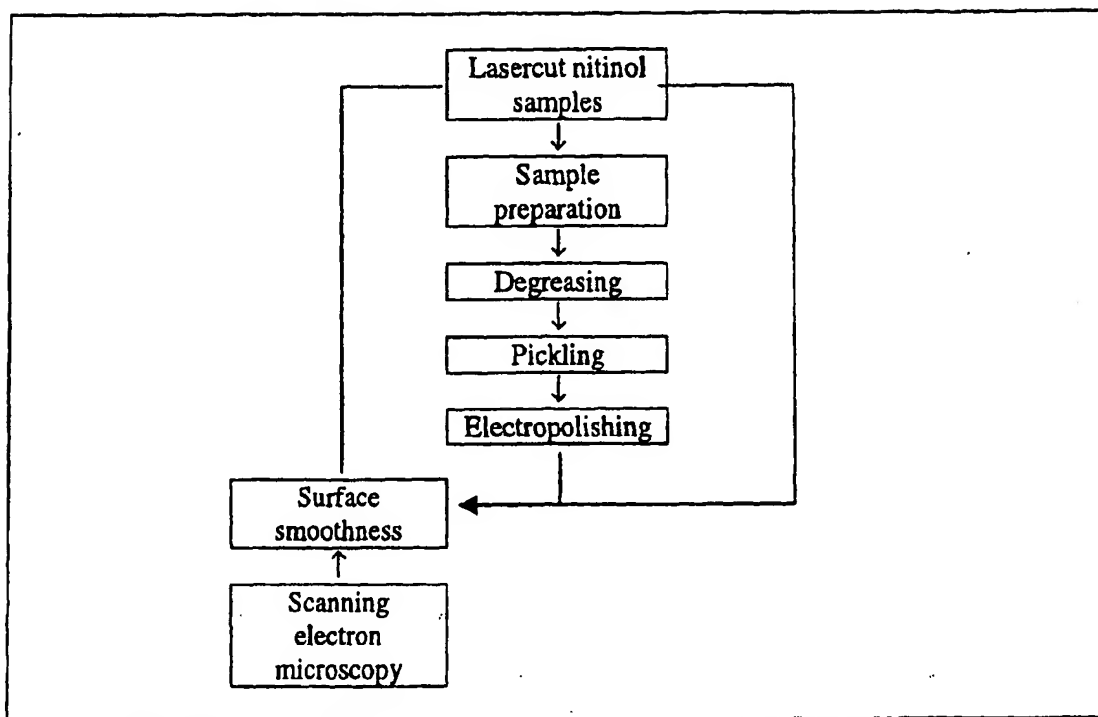 Lasercut nitinol
samples
Sample
preparation
Degreasing
Pickling
Electropolishing
Surface
smoothness
Scanning
electron
microscopy